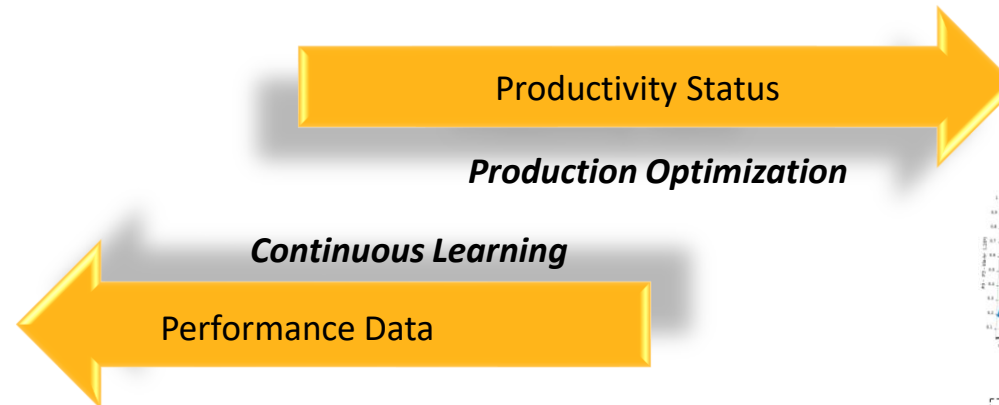 Productivity Status
Production Optimization
Continuous Learning
Performance Data